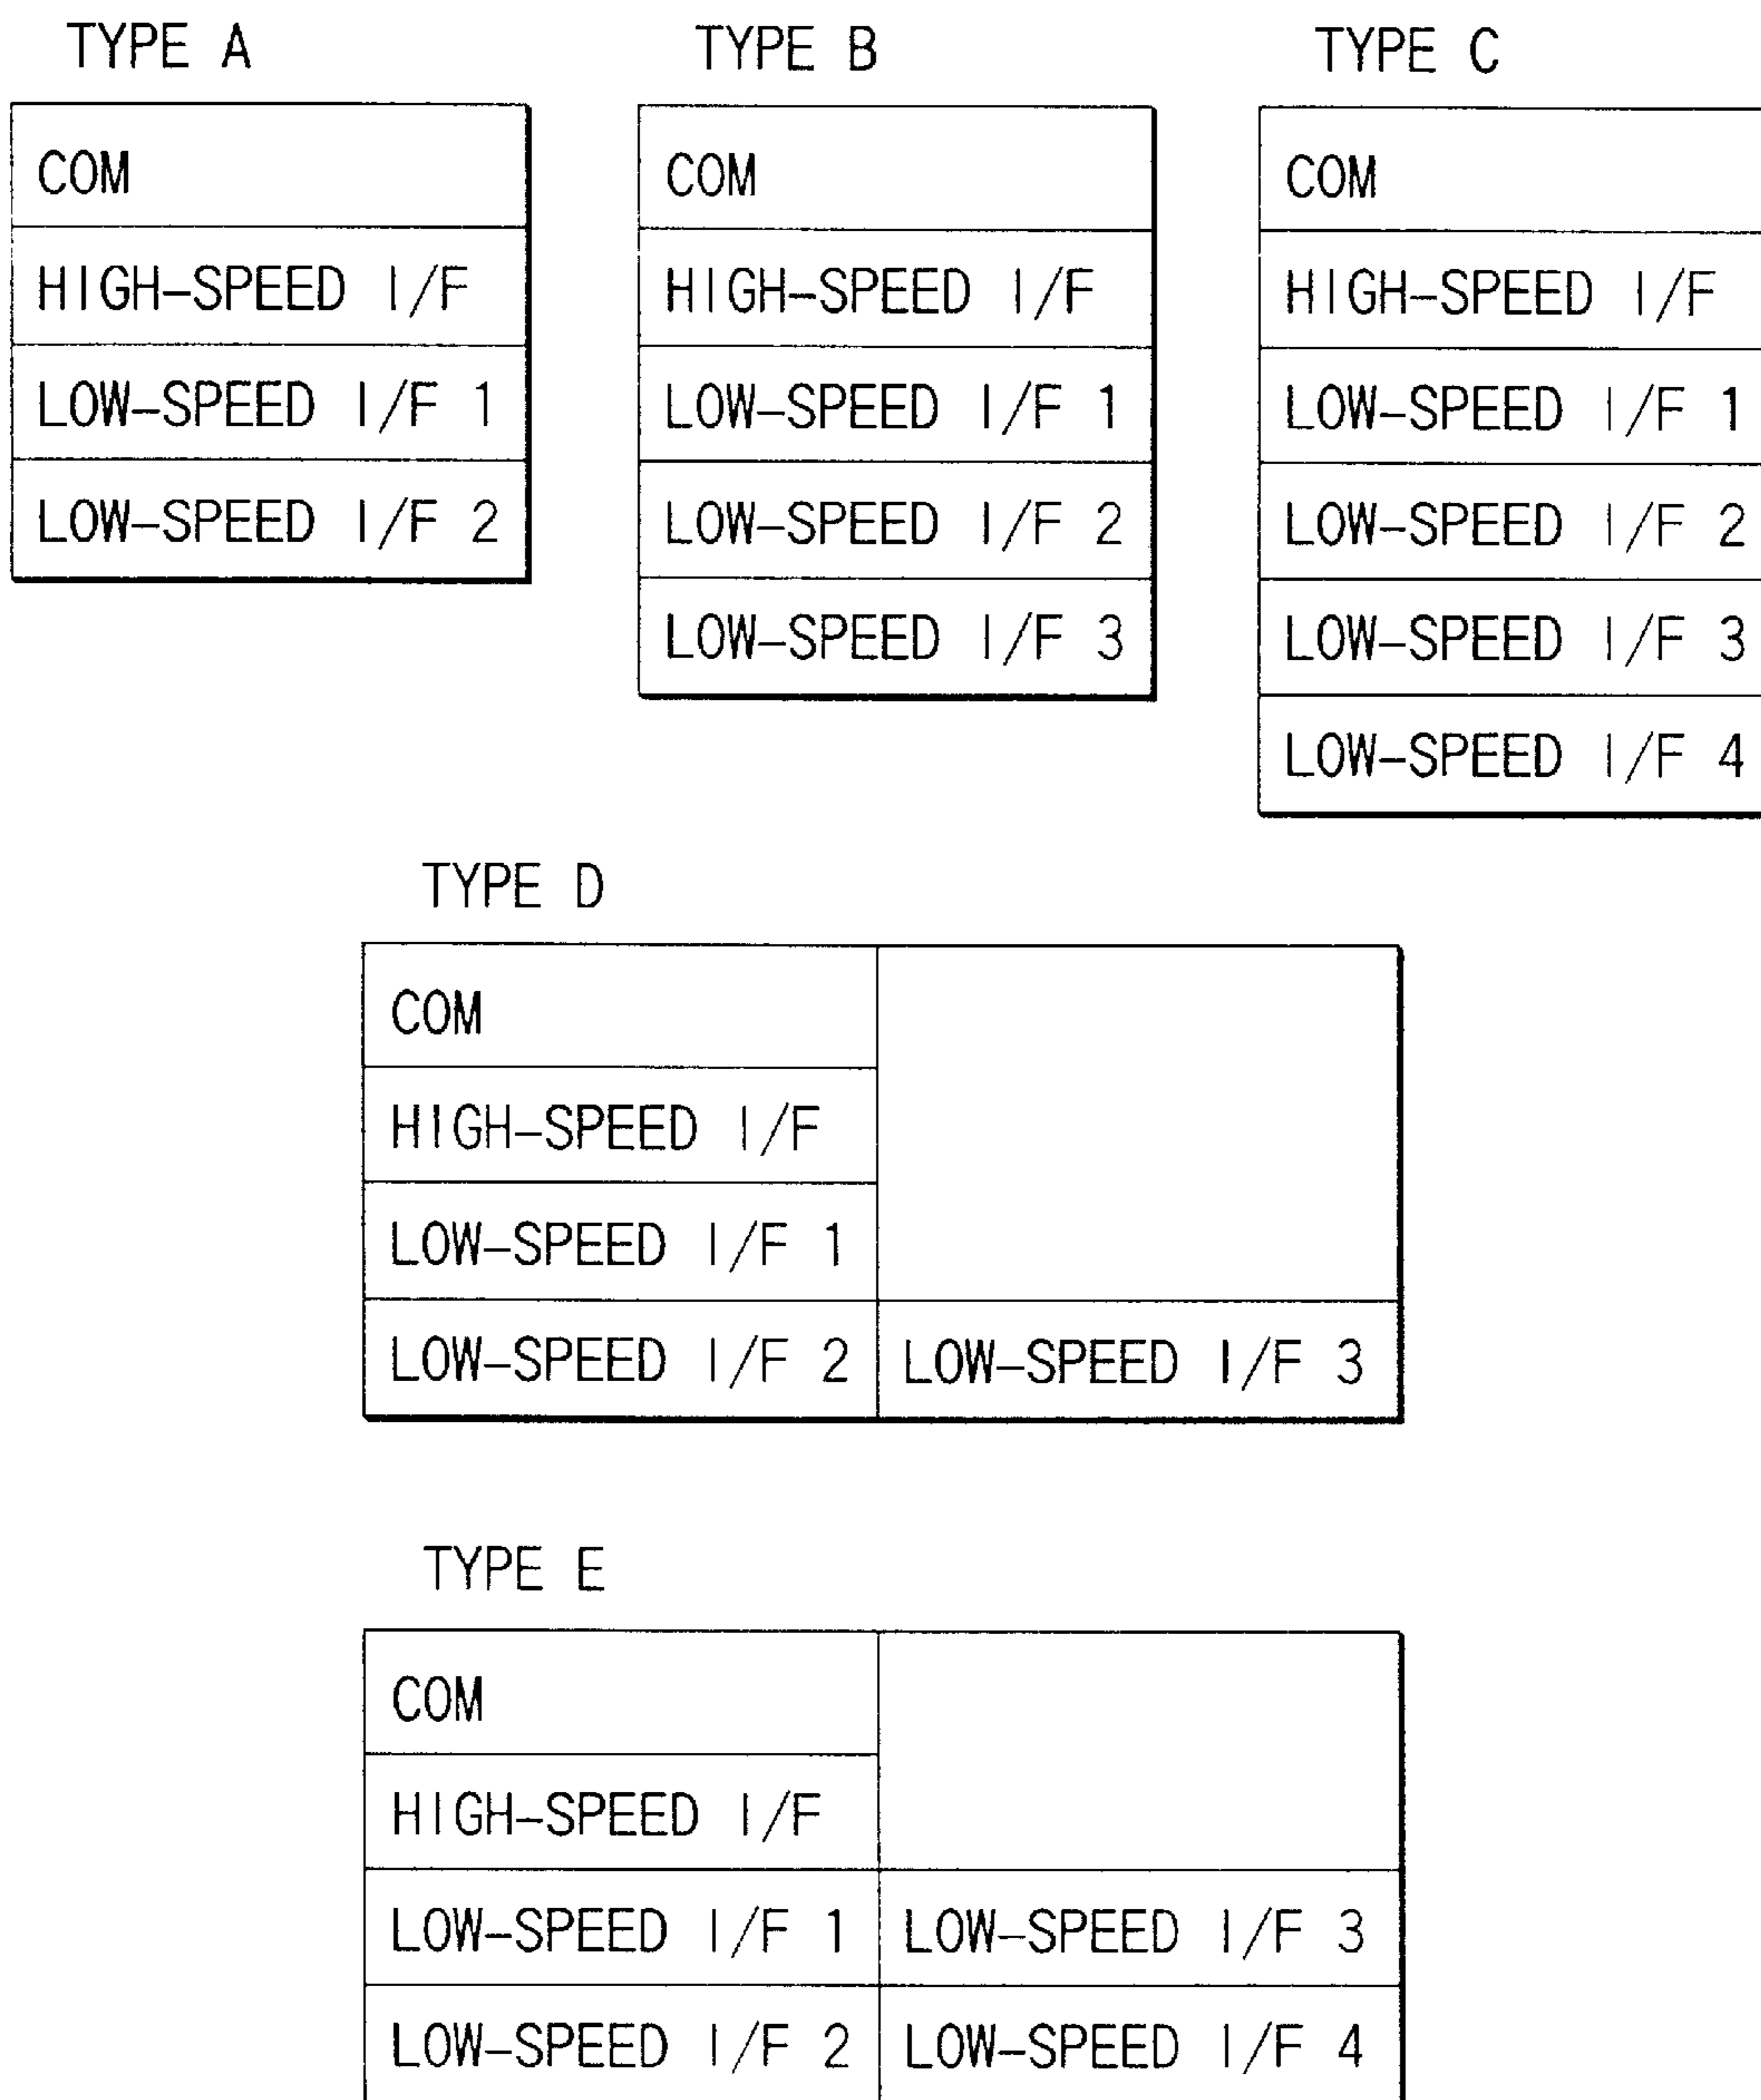 TYPE A
COM
HIGH-SPEED I/F
LOW-SPEED I/F 1
LOW-SPEED I/F 2
TYPE B
COM
HIGH-SPEED I/F
LOW-SPEED I/F 1
LOW-SPEED I/F 2
LOW-SPEED I/F 3
TYPE C
COM
HIGH-SPEED I/F
LOW-SPEED I/F 1
LOW-SPEED I/F 2
LOW-SPEED I/F 3
LOW-SPEED I/F 4
TYPE D
COM
HIGH-SPEED I/F
LOW-SPEED I/F 1
LOW-SPEED I/F 2 LOW-SPEED I/F 3
TYPE E
COM
HIGH-SPEED I/F
LOW-SPEED I/F 1 LOW-SPEED I/F 3
LOW-SPEED I/F 2 LOW-SPEED I/F 4